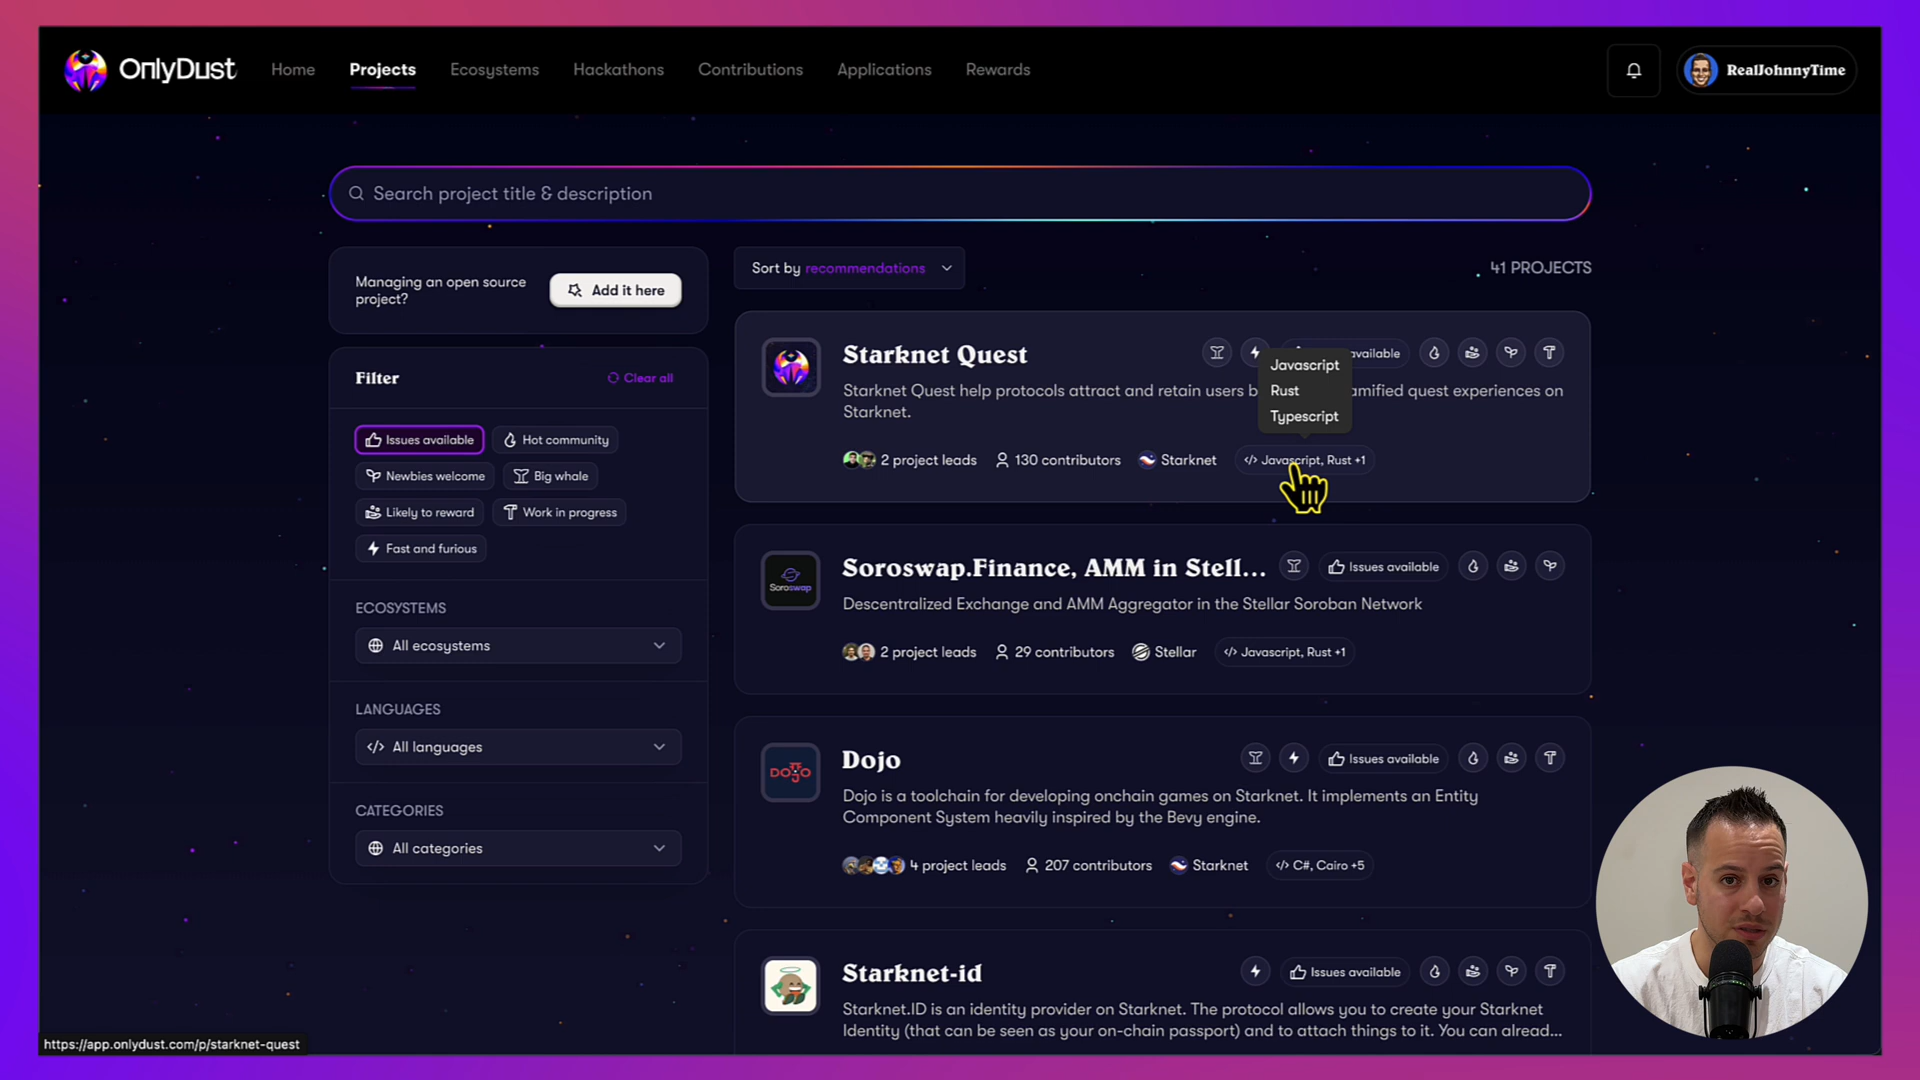 OnlyDust
Home
Projects
Ecosystems
Hackathons
Contributions
Applications
Rewards
RealJohnnyTime
Search project title & description
Managing an open source
project?
Add it here
Sort by recommendations
41 PROJECTS
Filter
Clear all
Issues available
Hot community
Newbies welcome
Big whale
Likely to reward
Work in progress
Fast and furious
ECOSYSTEMS
All ecosystems
LANGUAGES
All languages
CATEGORIES
All categories
Starknet Quest
available
Javascript
Rust
Typescript
Starknet Quest help protocols attract and retain users b amified quest experiences on
Starknet.
2 project leads
130 contributors
Starknet
Javascript, Rust +1
Soroswap
Soroswap.Finance, AMM in Stell...
Issues available
Descentralized Exchange and AMM Aggregator in the Stellar Soroban Network
2 project leads
29 contributors
Stellar
Javascript, Rust +1
DOJO
Dojo
Issues available
Dojo is a toolchain for developing onchain games on Starknet. It implements an Entity
Component System heavily inspired by the Bevy engine.
4 project leads
207 contributors
Starknet
C#, Cairo +5
Starknet-id
Issues available
Starknet.ID is an identity provider on Starknet. The protocol allows you to create your Starknet
Identity (that can be seen as your on-chain passport) and to attach things to it. You can alread...
https://app.onlydust.com/p/starknet-quest